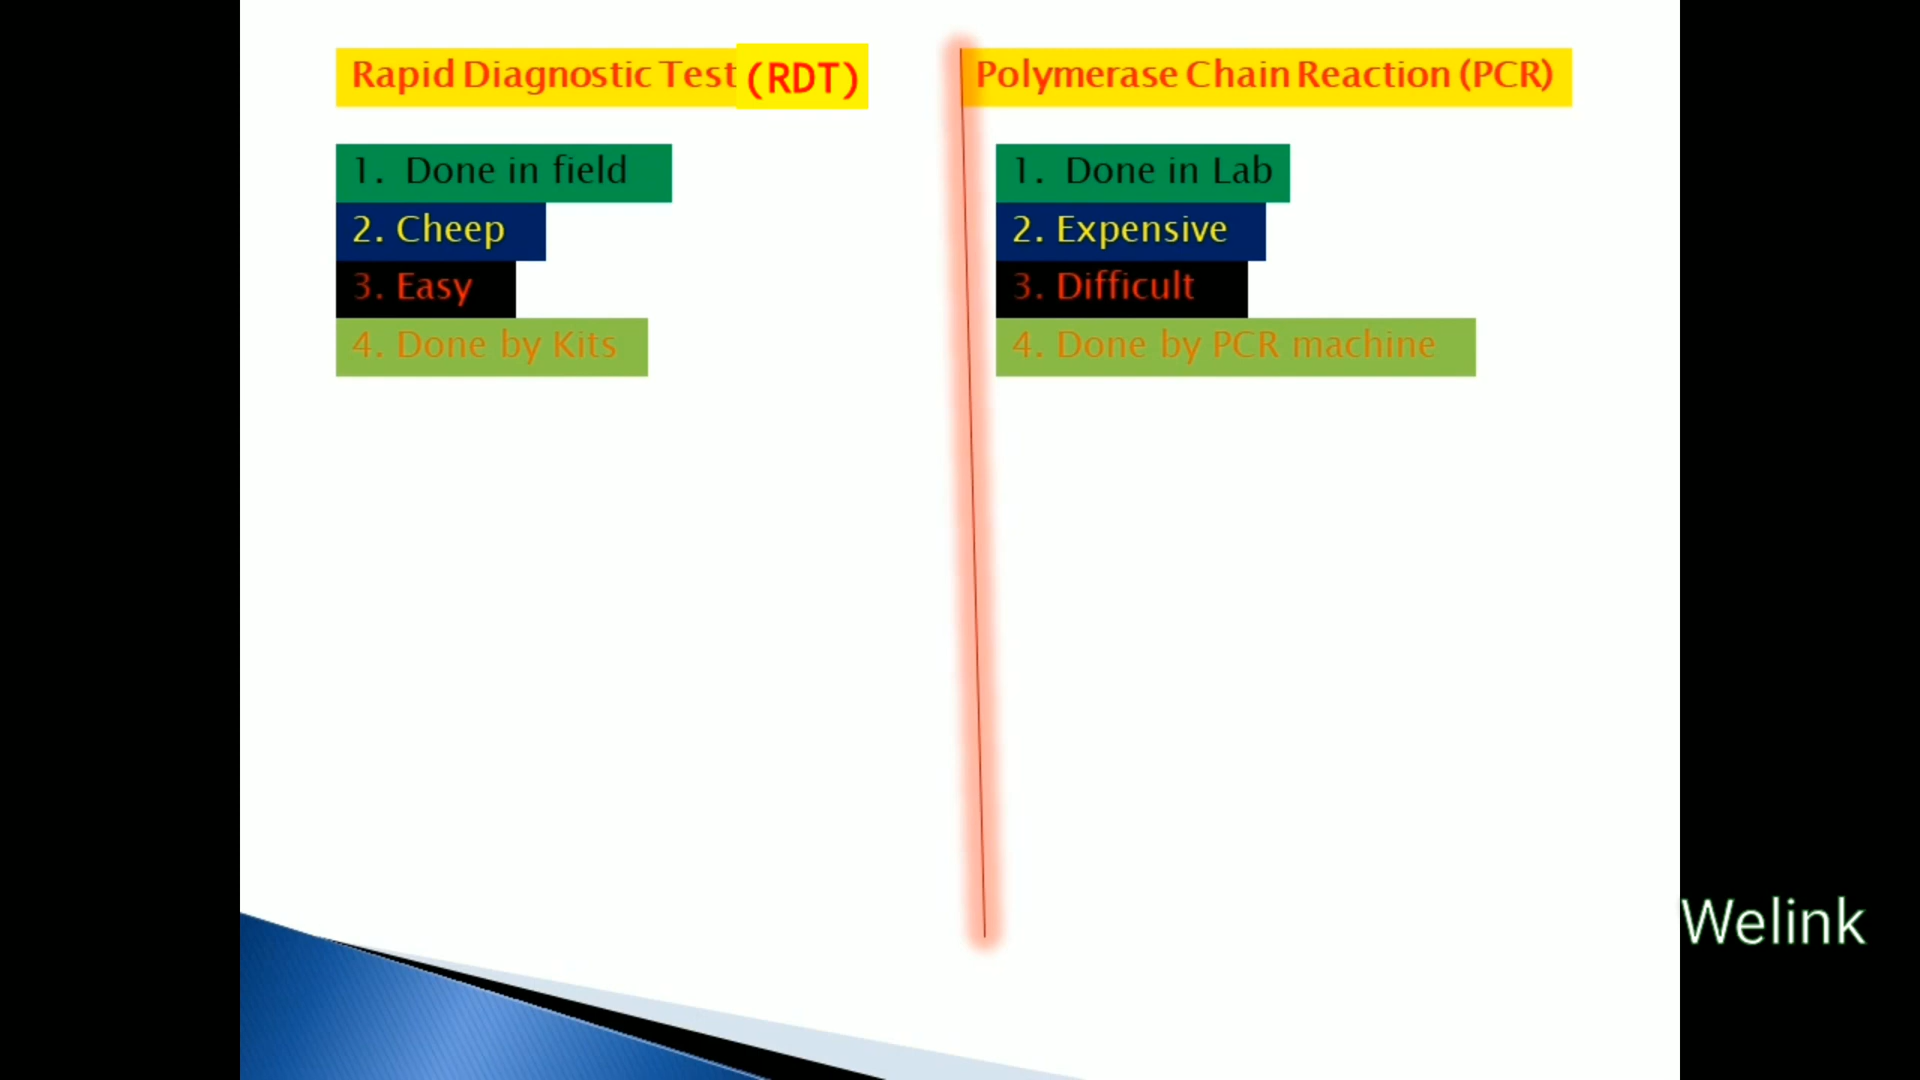 Rapid Diagnostic Test (RDT)
1. Done in field
2. Cheep
3. Easy
4. Done by Kits
Polymerase Chain Reaction (PCR)
1. Done in Lab
2. Expensive
3. Difficult
4. Done by PCR machine
Welink